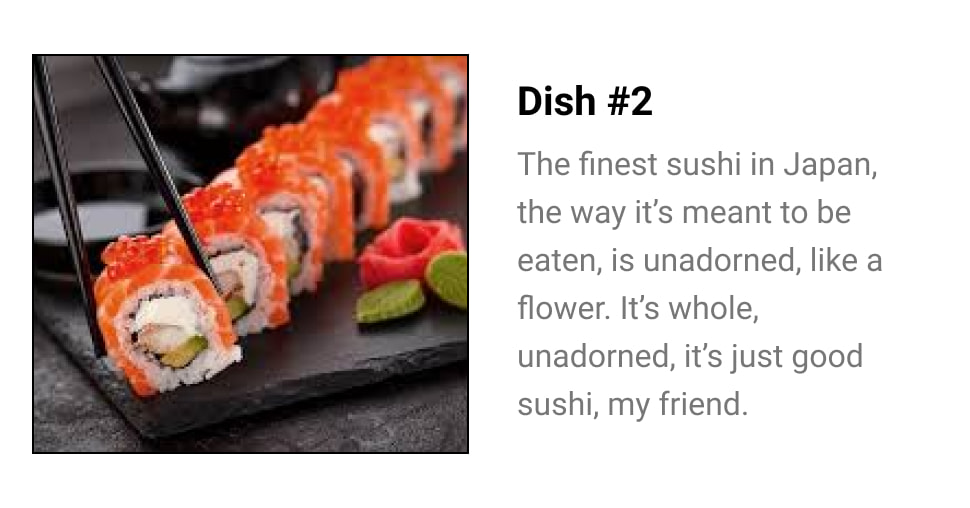 Dish #2
The finest sushi in Japan,
the way it’s meant to be
eaten, is unadorned, like a
flower. It’s whole,
unadorned, it’s just good
sushi, my friend.